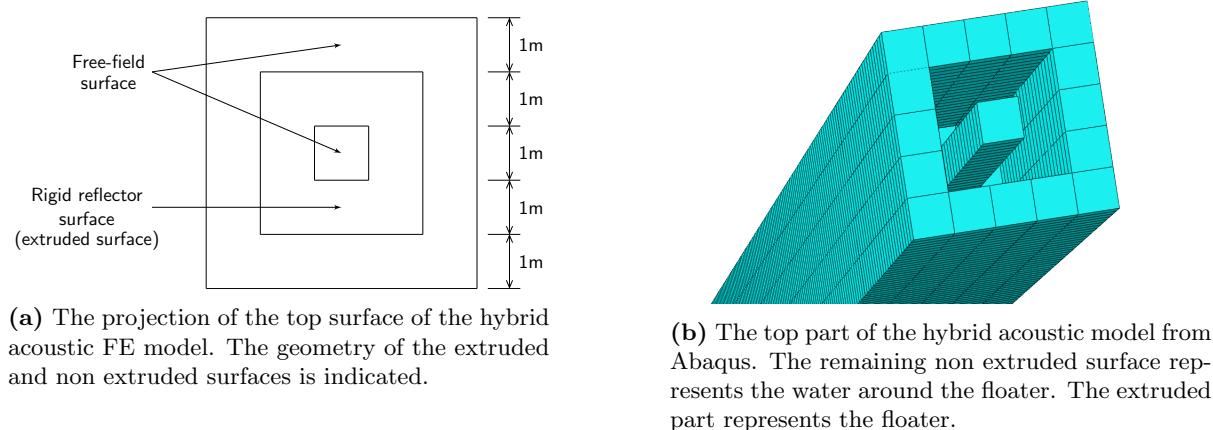 Free-field
surface
Rigid reflector
surface
(extruded surface)
1m
1m
1m
1m
1m
(a) The projection of the top surface of the hybrid
acoustic FE model. The geometry of the extruded
and non extruded surfaces is indicated.
(b) The top part of the hybrid acoustic model from
Abaqus. The remaining non extruded surface rep-
resents the water around the floater. The extruded
part represents the floater.